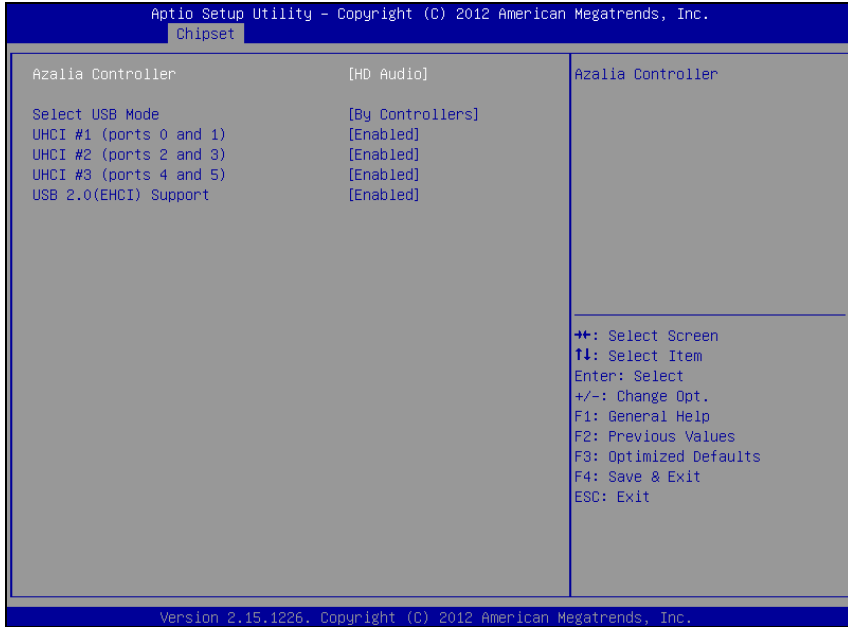 Aptio Setup Utility – Copyright (C) 2012 American Megatrends, Inc.
Chipset
Azalia Controller [HD Audio]
Select USB Mode [By Controllers]
UHCI #1 (ports 0 and 1) [Enabled]
UHCI #2 (ports 2 and 3) [Enabled]
UHCI #3 (ports 4 and 5) [Enabled]
USB 2.0(EHCI) Support [Enabled]
Azalia Controller
→←: Select Screen
↑↓: Select Item
Enter: Select
+/-: Change Opt.
F1: General Help
F2: Previous Values
F3: Optimized Defaults
F4: Save & Exit
ESC: Exit
Version 2.15.1226. Copyright (C) 2012 American Megatrends, Inc.